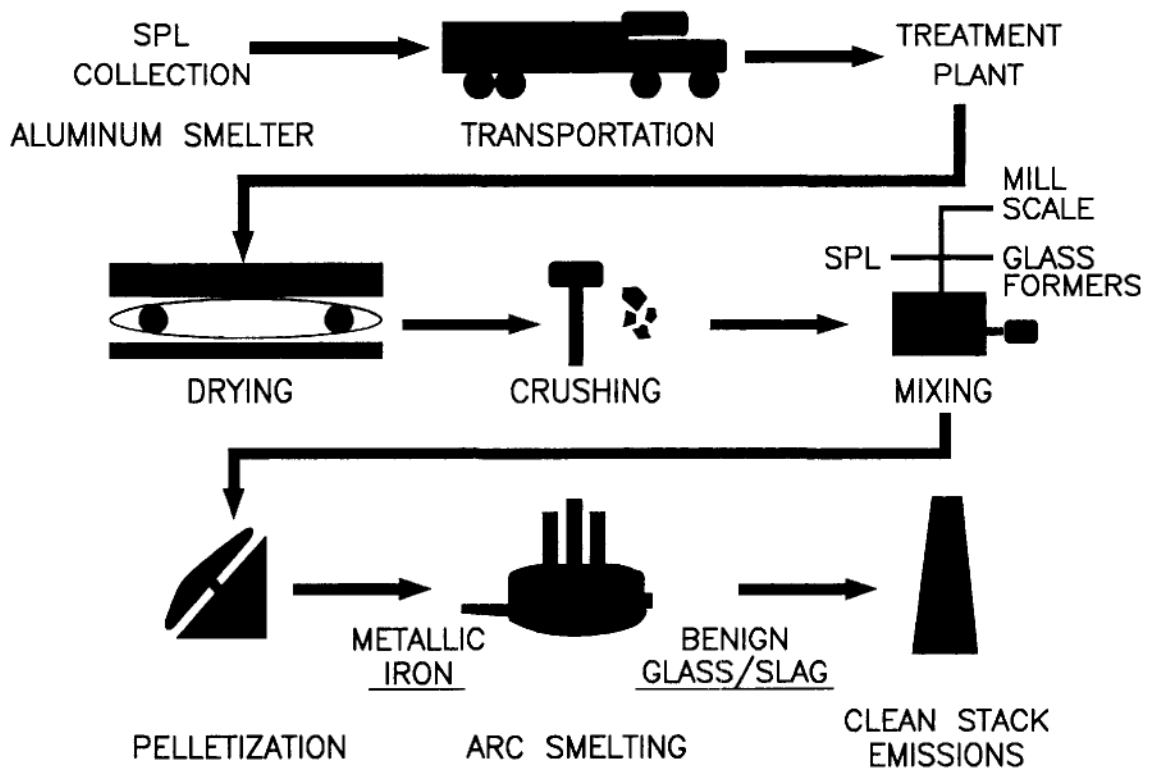 SPL
COLLECTION
ALUMINUM SMELTER
TRANSPORTATION
TREATMENT
PLANT
MILL
SCALE
SPL
GLASS
FORMERS
DRYING
CRUSHING
MIXING
METALLIC
IRON
BENIGN
GLASS/SLAG
PELLETIZATION
ARC SMELTING
CLEAN STACK
EMISSIONS